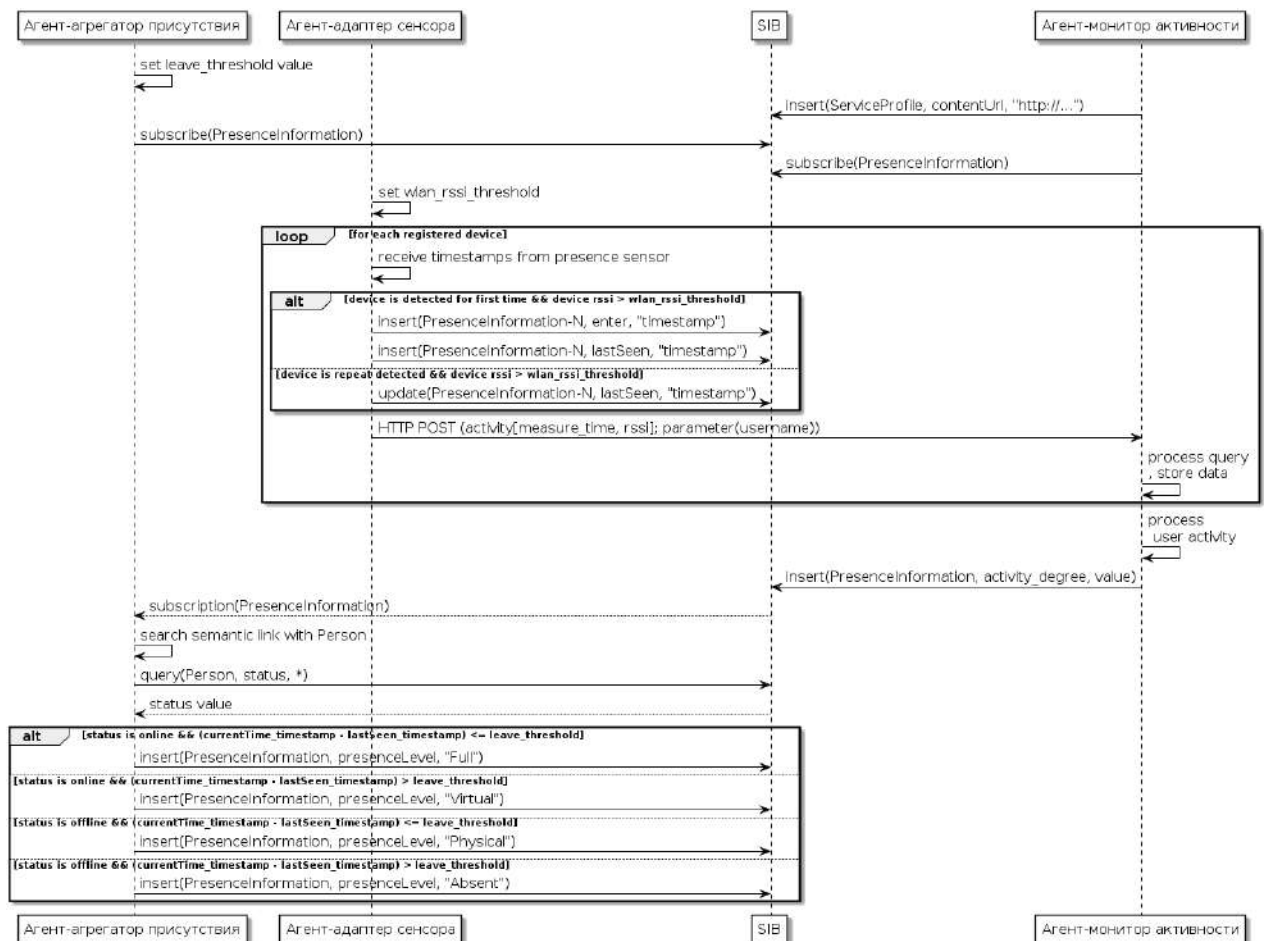 Агент-агрегатор присутствия
Агент-адаптер сенсора
SIB
Агент-монитор активности
set leave_threshold value
insert(ServiceProfile, contentUrl, "http://...")
subscribe(PresenceInformation)
subscribe(PresenceInformation)
set wlan_rssi_threshold
loop [for each registered device]
receive timestamps from presence sensor
alt [device is detected for first time && device rssi > wlan_rssi_threshold]
insert(PresenceInformation-N, enter, "timestamp")
insert(PresenceInformation-N, lastSeen, "timestamp")
[device is repeat detected && device rssi > wlan_rssi_threshold]
update(PresenceInformation-N, lastSeen, "timestamp")
HTTP POST (activity[measure_time, rssi]; parameter(username))
process query
, store data
process
user activity
insert(PresenceInformation, activity_degree, value)
subscription(PresenceInformation)
search semantic link with Person
query(Person, status, *)
status value
alt [status is online && (currentTime_timestamp - lastSeen_timestamp) <= leave_threshold]
insert(PresenceInformation, presenceLevel, "Full")
[status is online && (currentTime_timestamp - lastSeen_timestamp) > leave_threshold]
insert(PresenceInformation, presenceLevel, "Virtual")
[status is offline && (currentTime_timestamp - lastSeen_timestamp) <= leave_threshold]
insert(PresenceInformation, presenceLevel, "Physical")
[status is offline && (currentTime_timestamp - lastSeen_timestamp) > leave_threshold]
insert(PresenceInformation, presenceLevel, "Absent")
Агент-агрегатор присутствия
Агент-адаптер сенсора
SIB
Агент-монитор активности